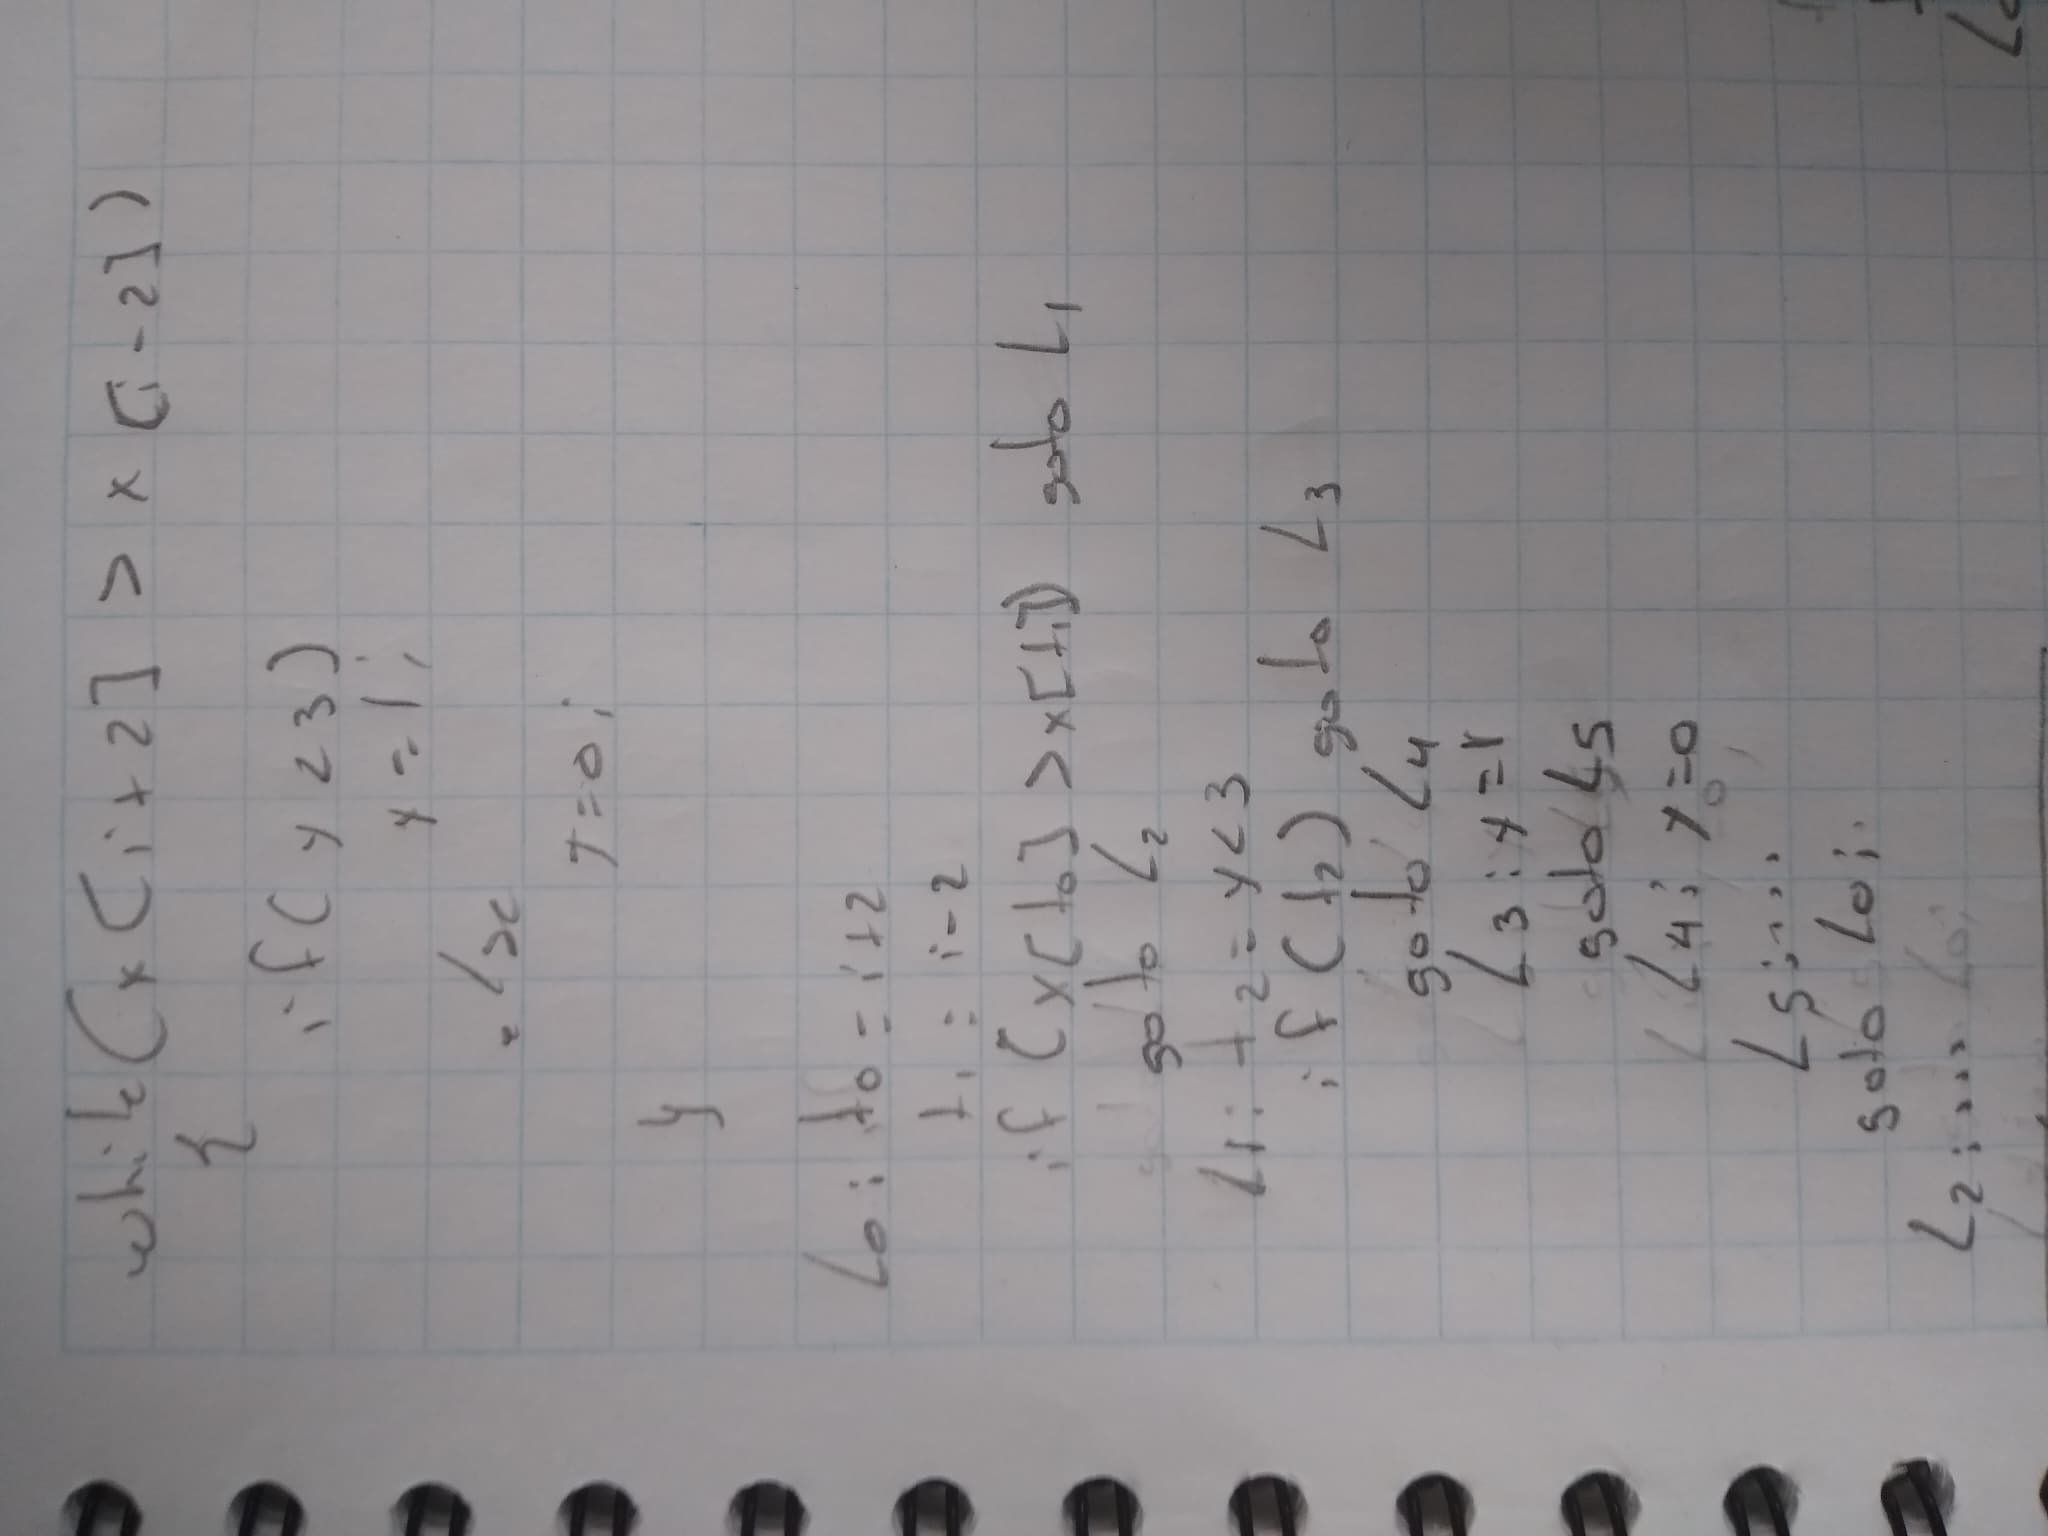 while (x[i+2] > x[i-2])
{
if (y<3)
y=1;
else
y=0;
}
L0: t0 = i+2
t1 = i-2
if (x[t0] > x[t1]) goto L1
goto L2
L1: t2 = y<3
if (t2) goto L3
goto L4
L3: y=1
goto L5
L4: y=0
L5: ...
goto L0;
L2: ...